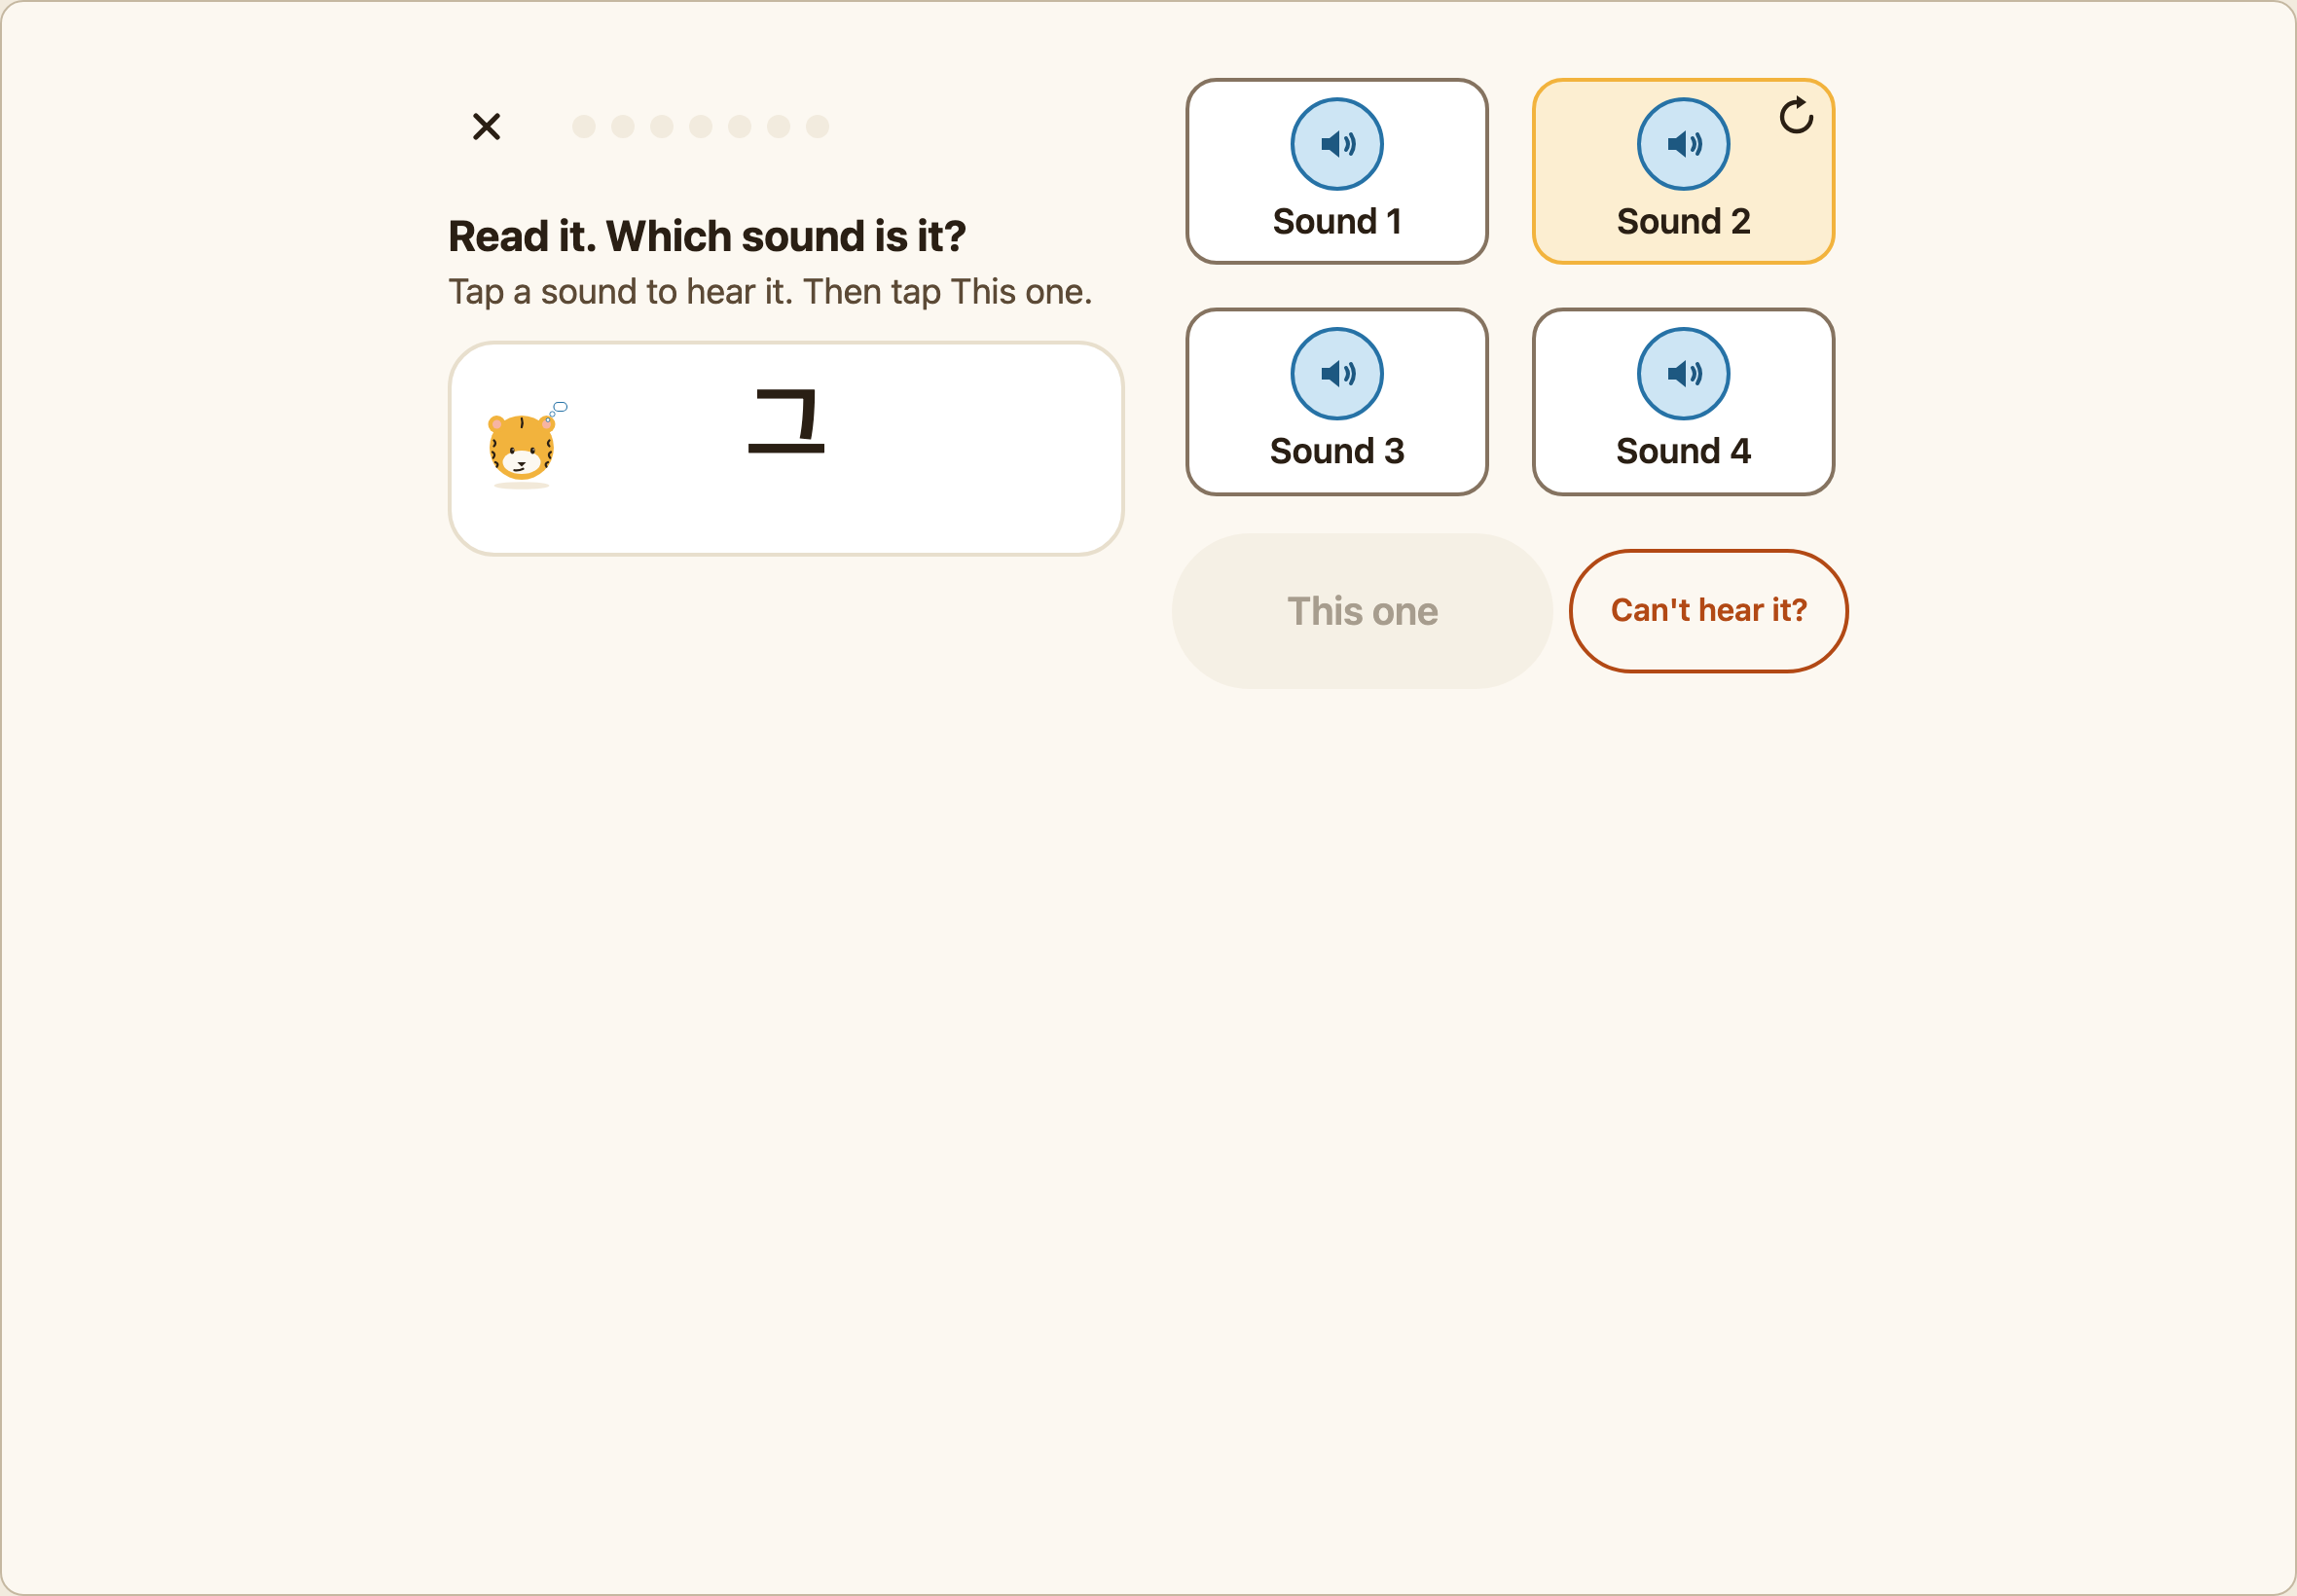 Read it. Which sound is it?
Tap a sound to hear it. Then tap This one.
그
Sound 1
Sound 2
Sound 3
Sound 4
This one
Can't hear it?